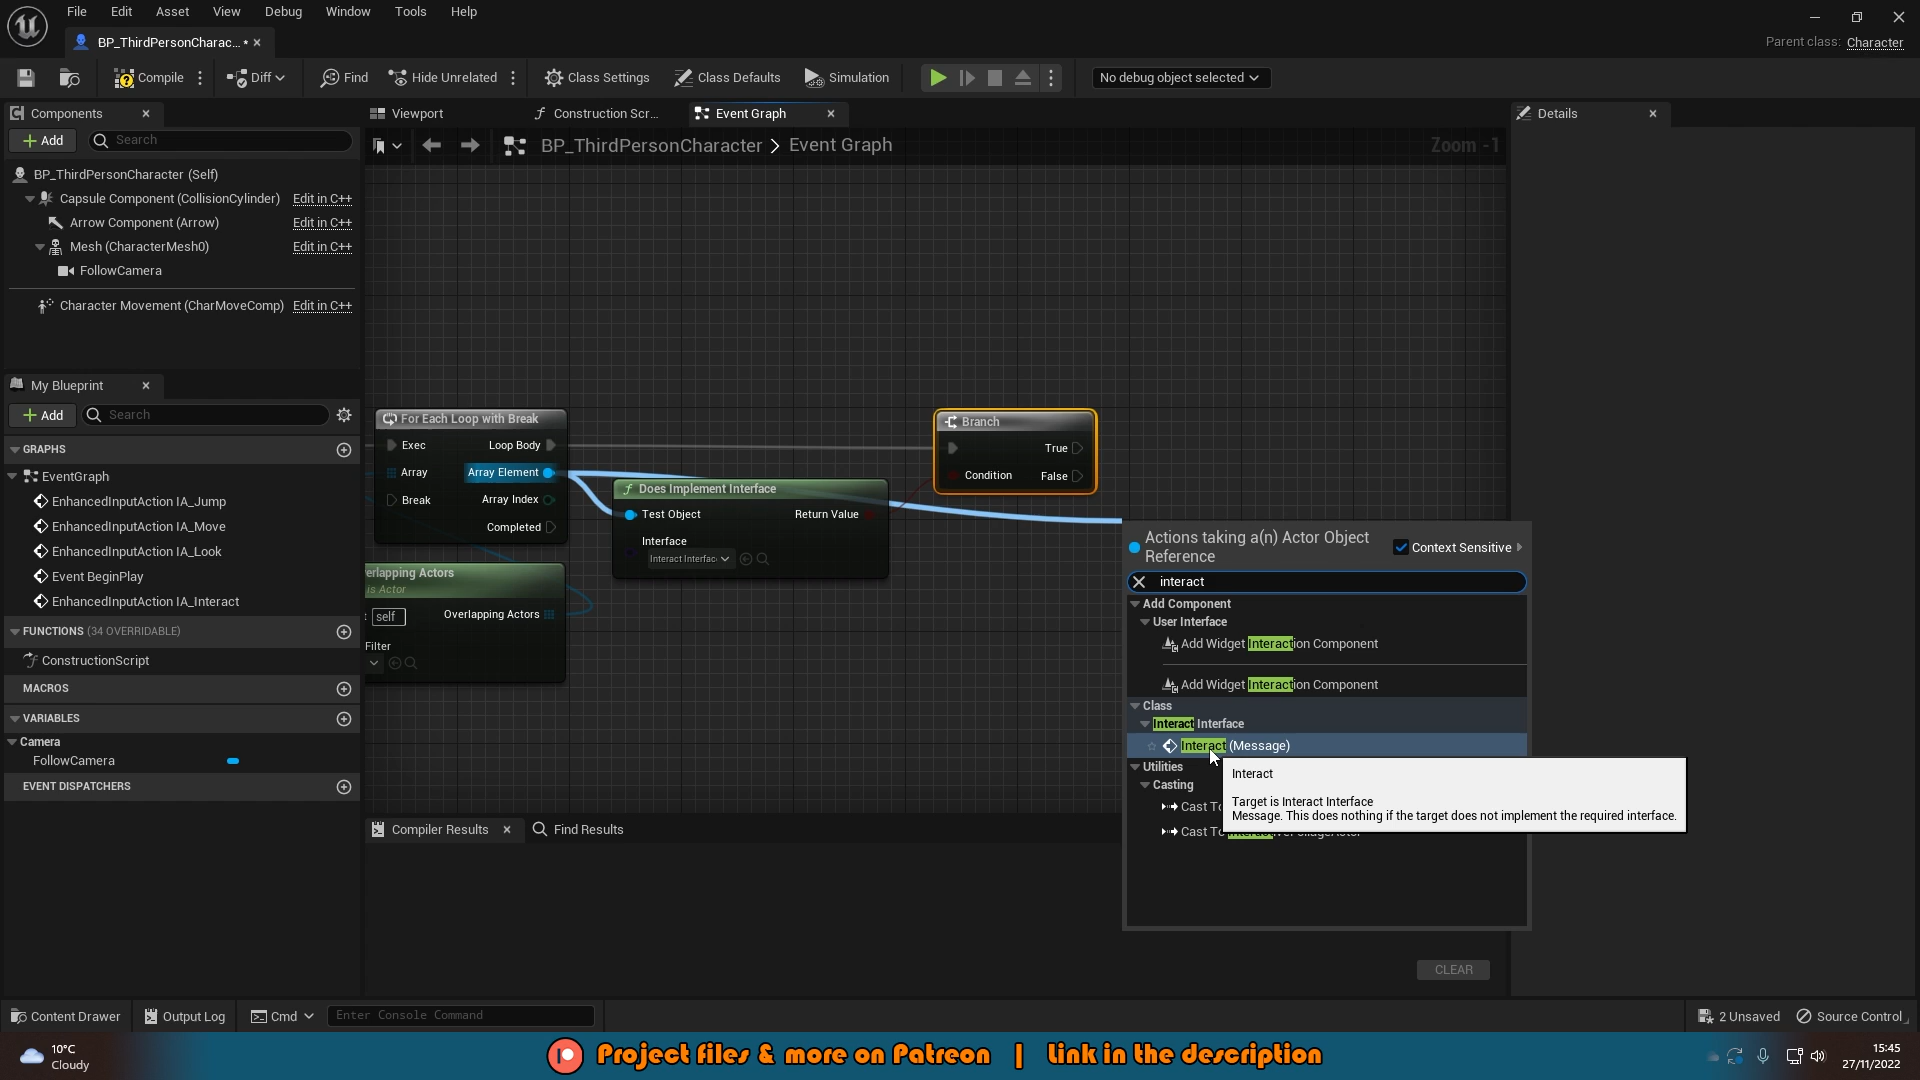 File Edit Asset View Debug Window Tools Help
BP_ThirdPersonCharac... •
Parent class: Character
Compile Diff Find Hide Unrelated Class Settings Class Defaults Simulation No debug object selected
Components Viewport Construction Scr... Event Graph Details
Add Search
BP_ThirdPersonCharacter > Event Graph Zoom -1
BP_ThirdPersonCharacter (Self)
Capsule Component (CollisionCylinder) Edit in C++
Arrow Component (Arrow) Edit in C++
Mesh (CharacterMesh0) Edit in C++
FollowCamera
Character Movement (CharMoveComp) Edit in C++
My Blueprint
Add Search
GRAPHS
EventGraph
EnhancedInputAction IA_Jump
EnhancedInputAction IA_Move
EnhancedInputAction IA_Look
Event BeginPlay
EnhancedInputAction IA_Interact
FUNCTIONS (34 OVERRIDABLE)
ConstructionScript
MACROS
VARIABLES
Camera
FollowCamera
EVENT DISPATCHERS
For Each Loop with Break
Exec Loop Body
Array Array Element
Break Array Index
Completed
erlapping Actors
is Actor
self Overlapping Actors
Filter
Does Implement Interface
Test Object Return Value
Interface
Interact Interfac
Branch
True
Condition False
Actions taking a(n) Actor Object
Reference
Context Sensitive
interact
Add Component
User Interface
Add Widget Interaction Component
Add Widget Interaction Component
Class
Interact Interface
Interact (Message)
Utilities
Casting
Cast To
Cast To
Interact
Target is Interact Interface
Message. This does nothing if the target does not implement the required interface.
Compiler Results Find Results
CLEAR
Content Drawer Output Log Cmd Enter Console Command 2 Unsaved Source Control
10°C
Cloudy
Project files & more on Patreon | Link in the description
15:45
27/11/2022